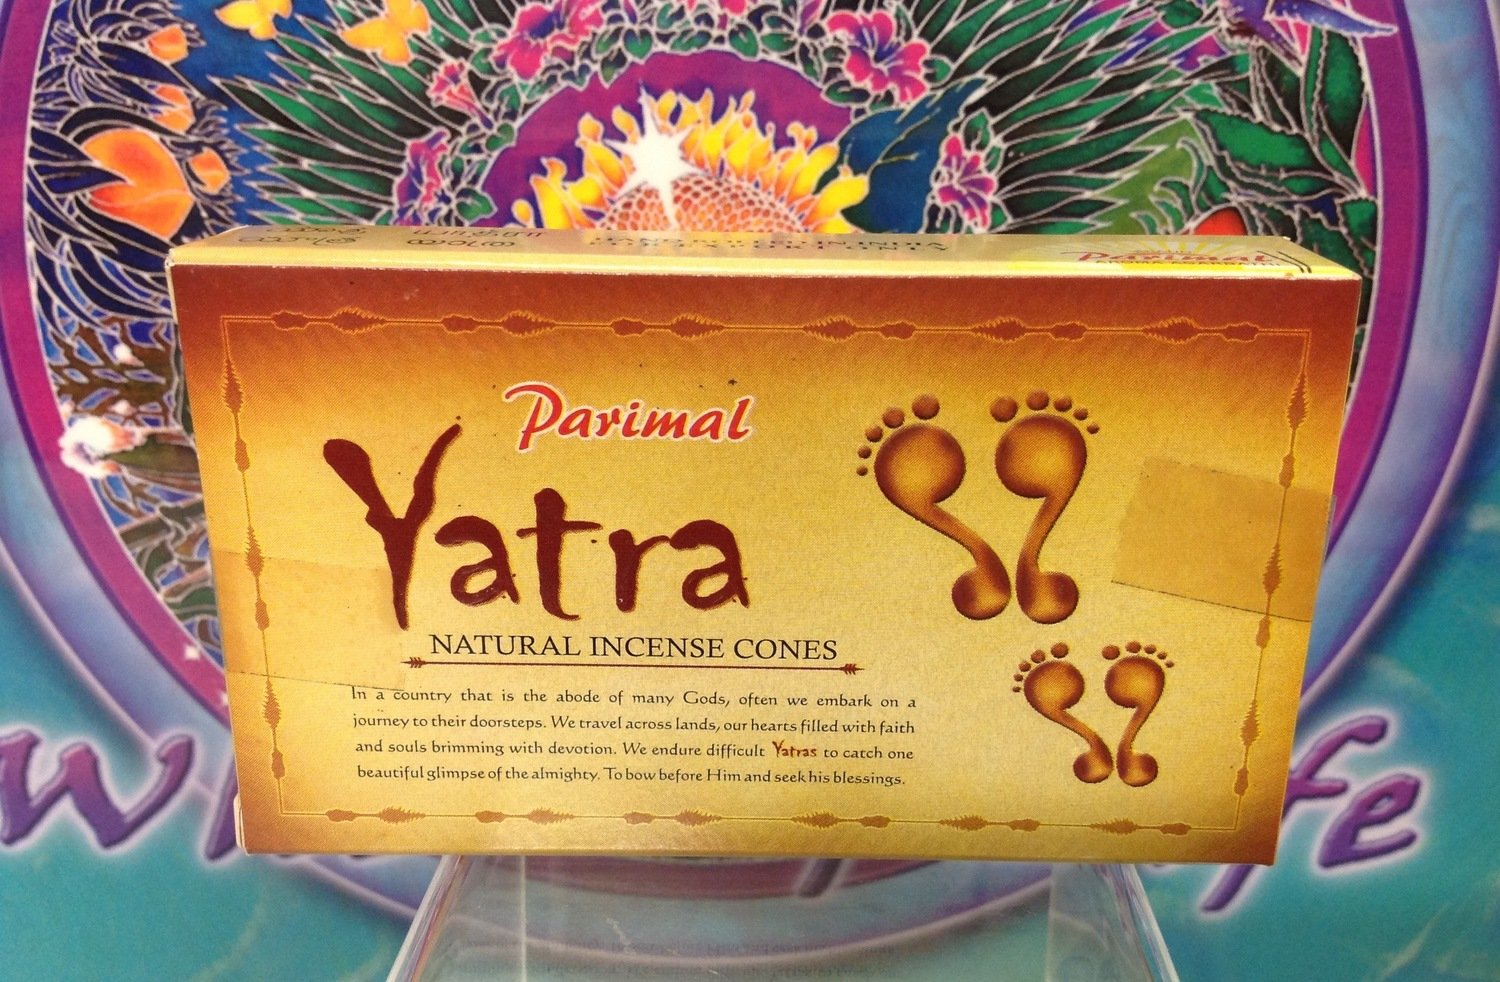 Parimal
Parimal
Yatra
NATURAL INCENSE CONES
In a country that is the abode of many Gods, often we embark on a
journey to their doorsteps. We travel across lands, our hearts filled with faith
and souls brimming with devotion. We endure difficult Yatras to catch one
beautiful glimpse of the almighty. To bow before Him and seek his blessings.